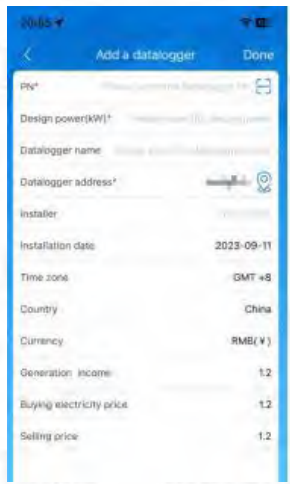 20:55
Add a datalogger Done
PN*
Design power(kW)*
Datalogger name
Datalogger address*
Installer
Installation date 2023-09-11
Time zone GMT +8
Country China
Currency RMB(¥)
Generation income 1.2
Buying electricity price 1.2
Selling price 1.2